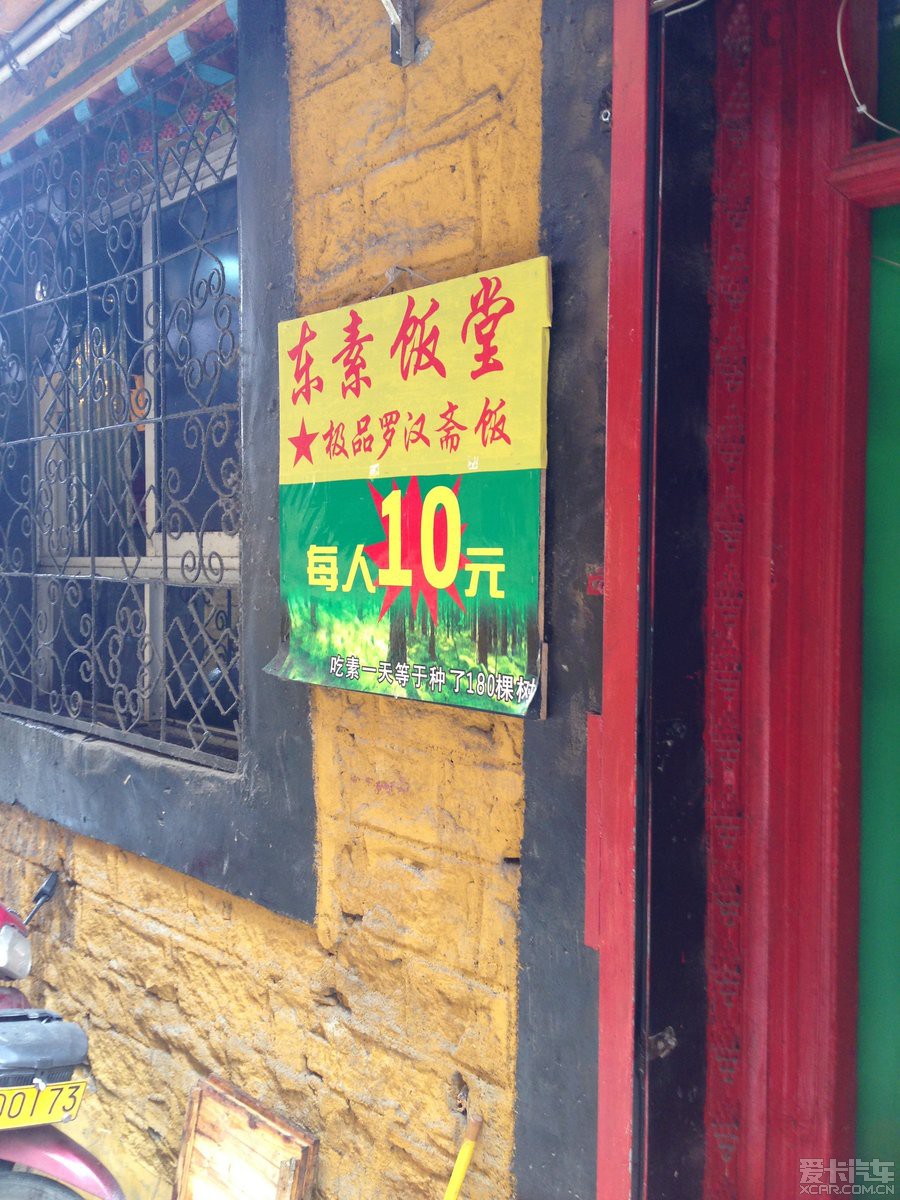 东素饭堂
★极品罗汉斋饭
每人10元
吃素一天等于种了180棵树
00173
爱卡汽车
XCAR.COM.CN